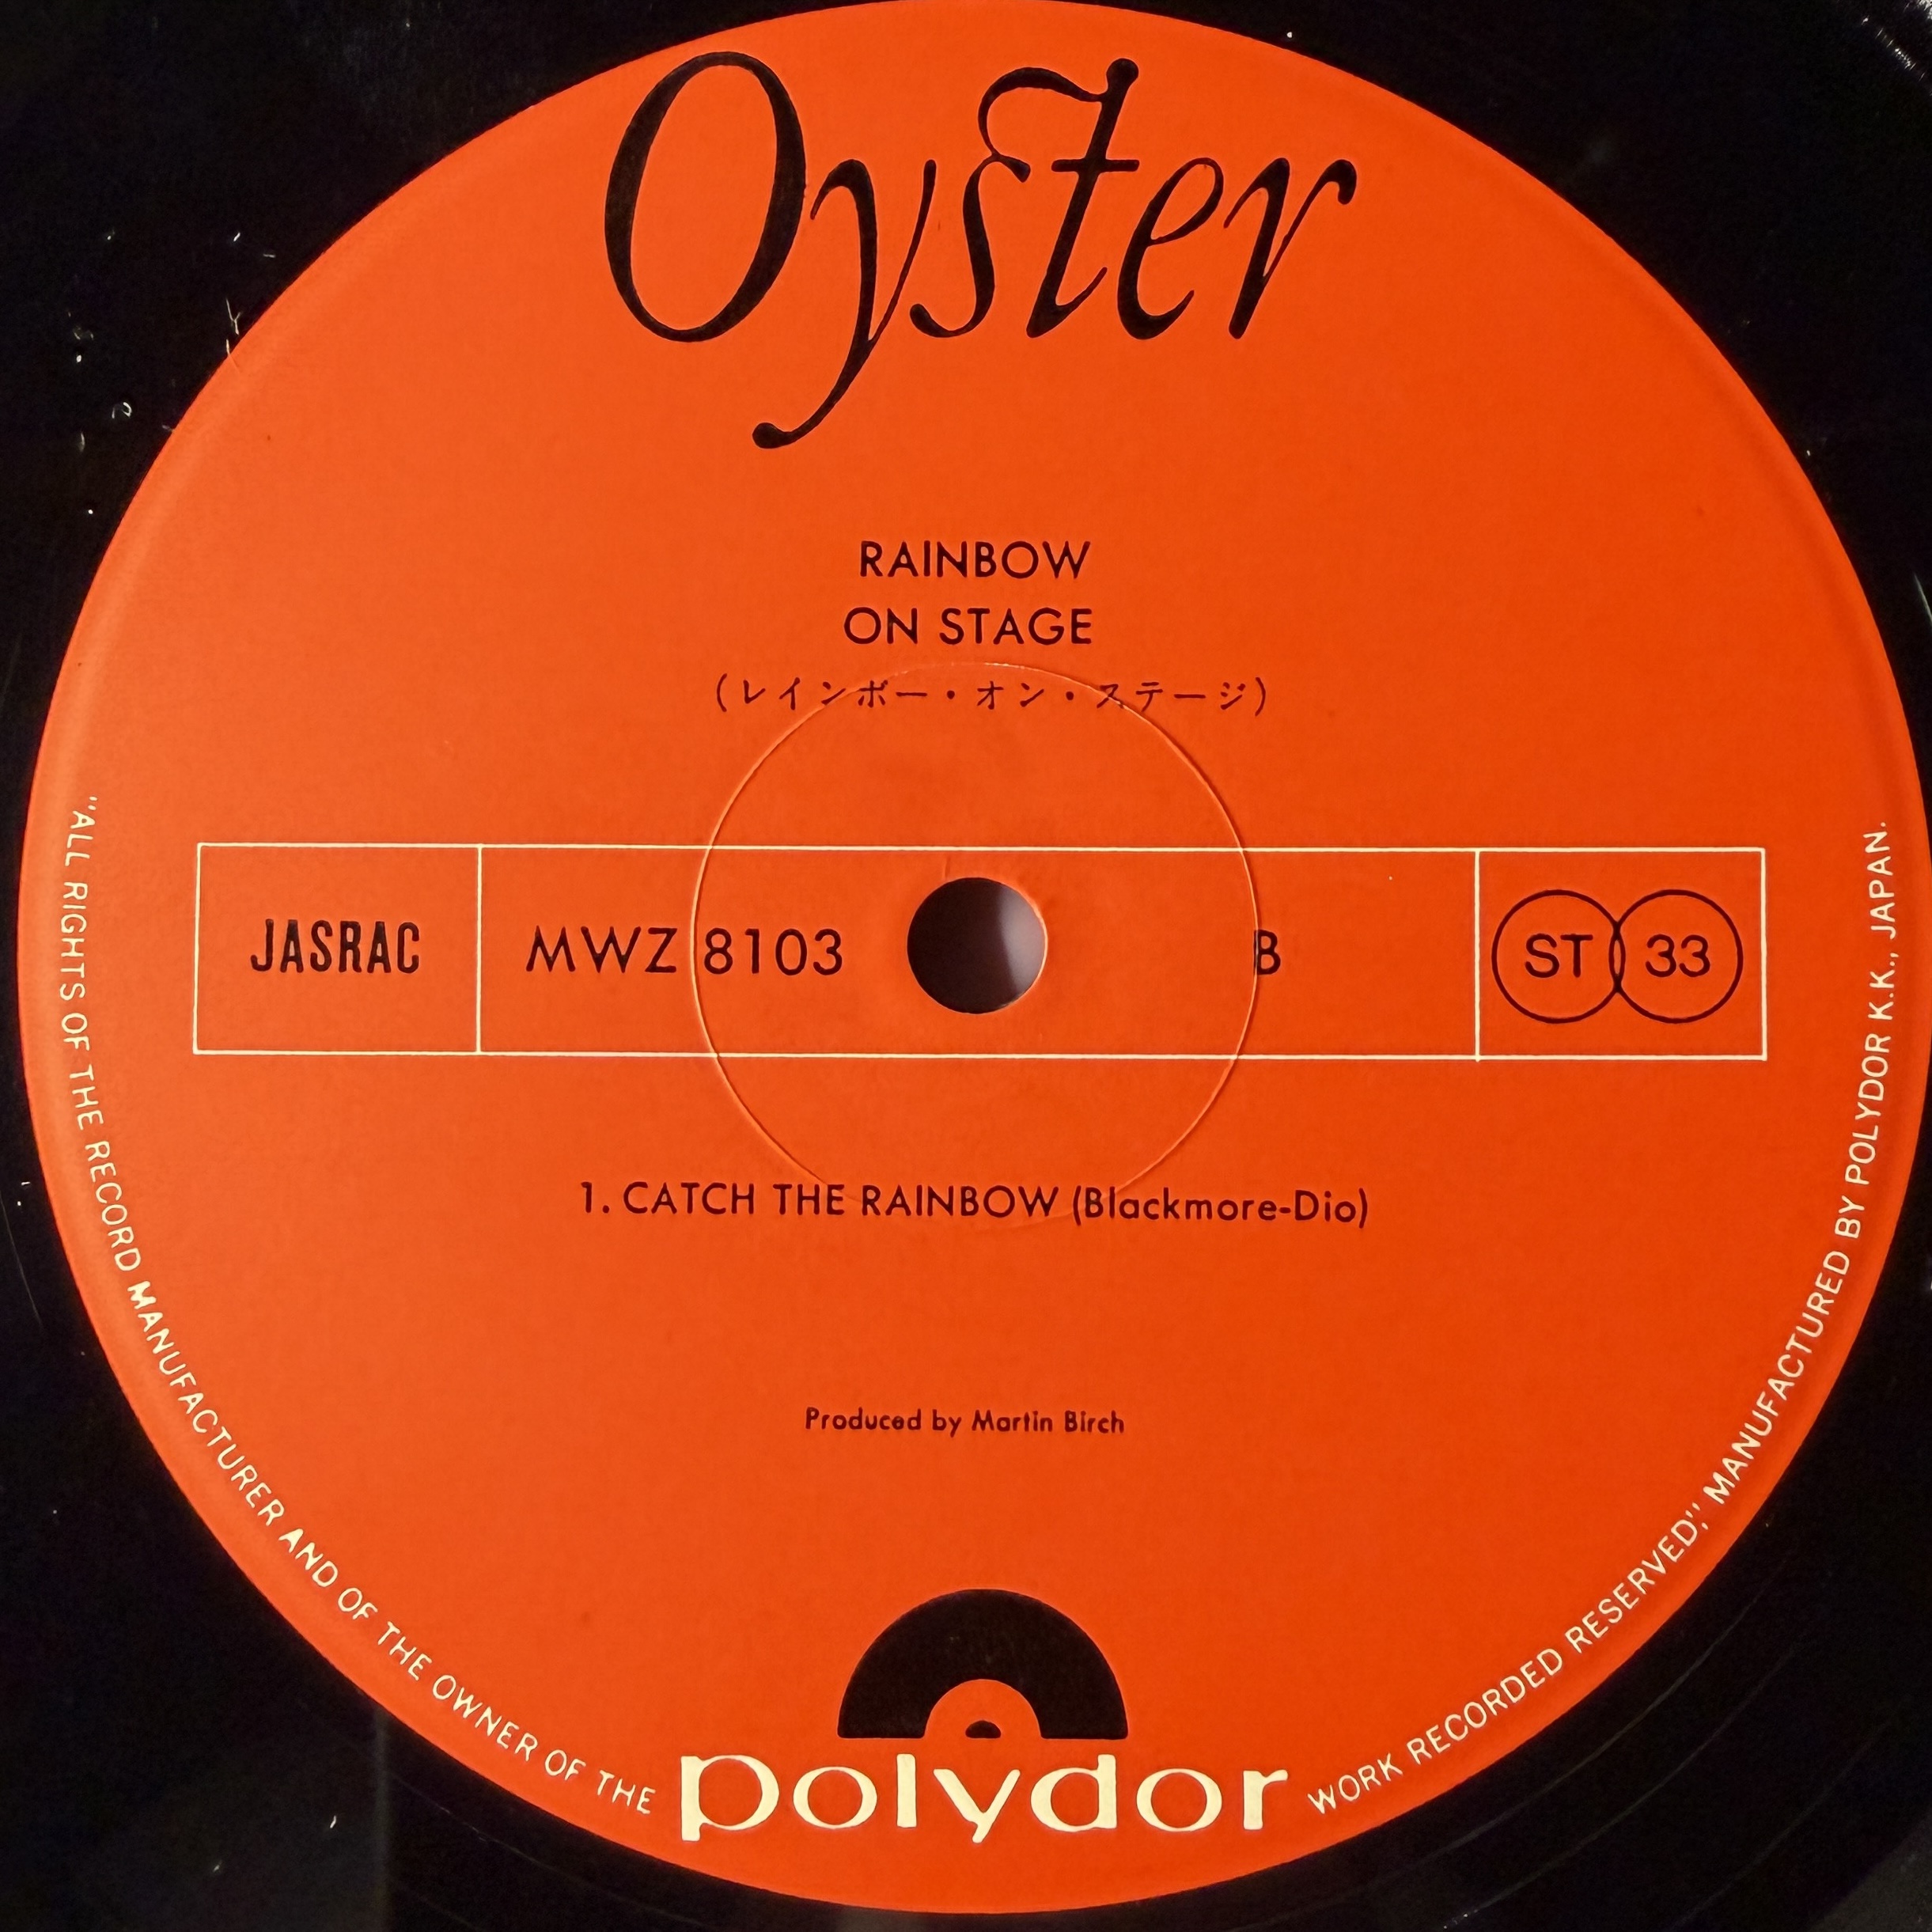 Oyster
RAINBOW
ON STAGE
(レインボー・オン・ステージ)
JASRAC
MWZ 8103
B
ST 33
1. CATCH THE RAINBOW (Blackmore-Dio)
Produced by Martin Birch
polydor
"ALL RIGHTS OF THE RECORD MANUFACTURER AND OF THE OWNER OF THE WORK RECORDED RESERVED," MANUFACTURED BY POLYDOR K.K., JAPAN.